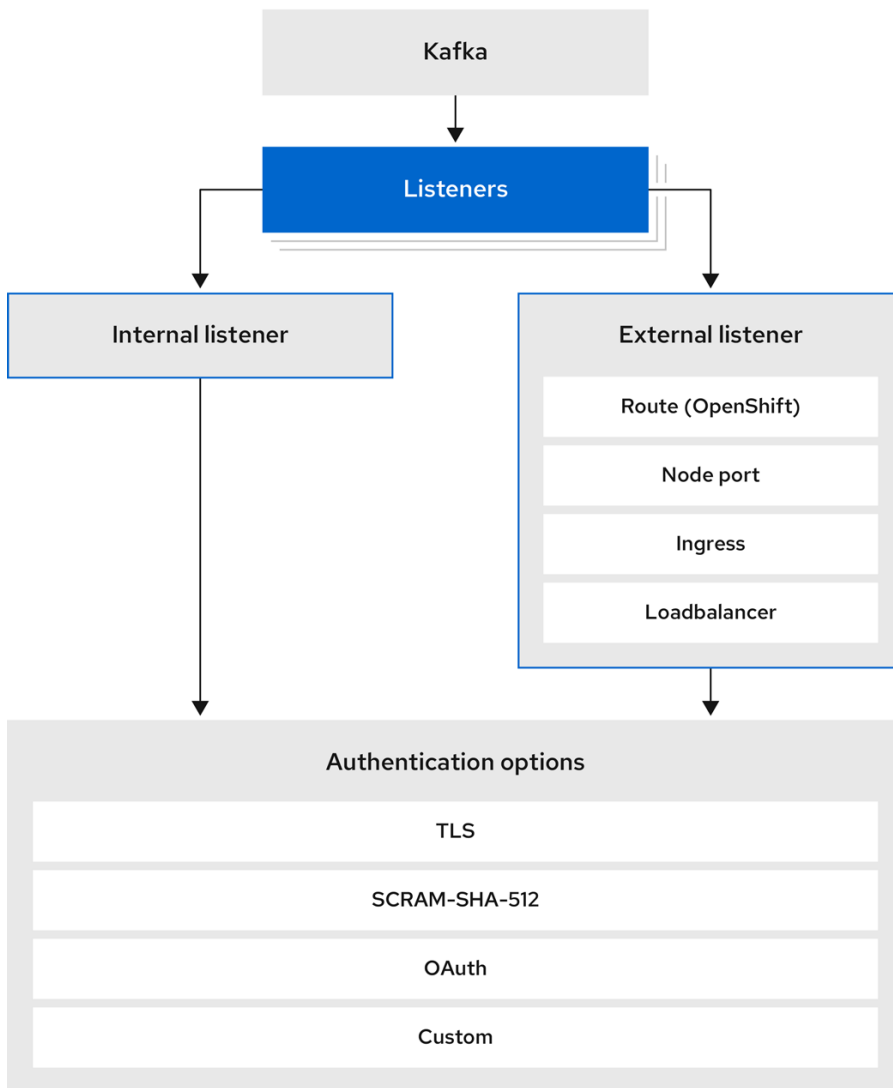 Kafka
Listeners
Internal listener
External listener
Route (OpenShift)
Node port
Ingress
Loadbalancer
Authentication options
TLS
SCRAM-SHA-512
OAuth
Custom